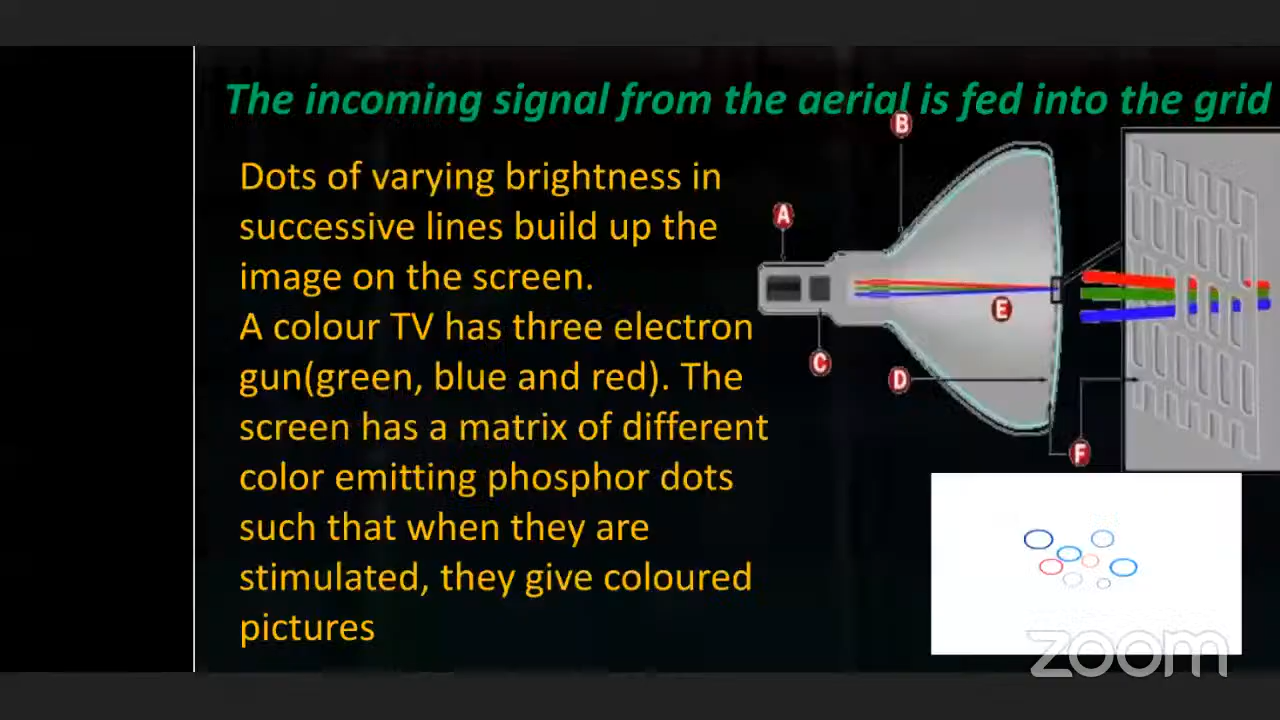 The incoming signal from the aerial is fed into the grid
B
Dots of varying brightness in
successive lines build up the
A
image on the screen.
E
A colour TV has three electron
C
gun(green, blue and red). The
D
screen has a matrix of different
F
color emitting phosphor dots
such that when they are
stimulated, they give coloured
pictures
zoom